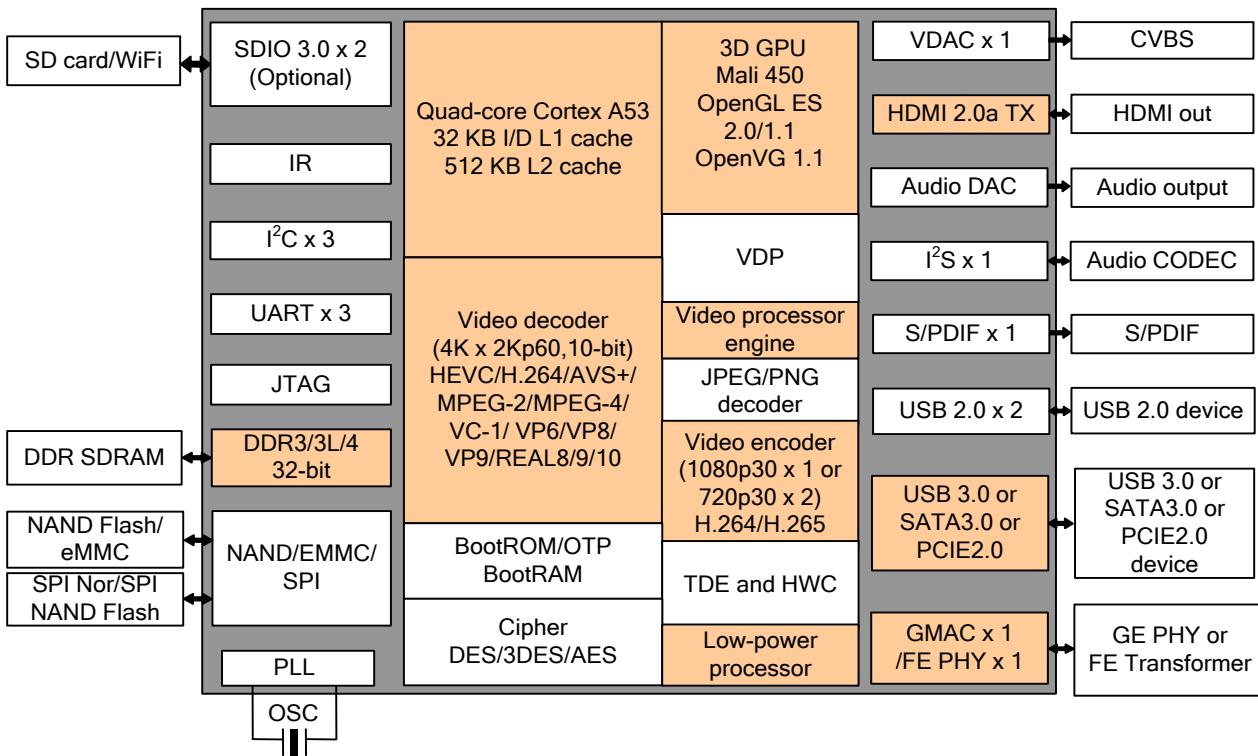 SD card/WiFi
DDR SDRAM
NAND Flash/
eMMC
SPI Nor/SPI
NAND Flash
SDIO 3.0 x 2
(Optional)
IR
I²C x 3
UART x 3
JTAG
DDR3/3L/4
32-bit
NAND/EMMC/
SPI
PLL
OSC
Quad-core Cortex A53
32 KB I/D L1 cache
512 KB L2 cache
Video decoder
(4K x 2Kp60,10-bit)
HEVC/H.264/AVS+/
MPEG-2/MPEG-4/
VC-1/ VP6/VP8/
VP9/REAL8/9/10
BootROM/OTP
BootRAM
Cipher
DES/3DES/AES
3D GPU
Mali 450
OpenGL ES
2.0/1.1
OpenVG 1.1
VDP
Video processor
engine
JPEG/PNG
decoder
Video encoder
(1080p30 x 1 or
720p30 x 2)
H.264/H.265
TDE and HWC
Low-power
processor
VDAC x 1
HDMI 2.0a TX
Audio DAC
I²S x 1
S/PDIF x 1
USB 2.0 x 2
USB 3.0 or
SATA3.0 or
PCIE2.0
GMAC x 1
/FE PHY x 1
CVBS
HDMI out
Audio output
Audio CODEC
S/PDIF
USB 2.0 device
USB 3.0 or
SATA3.0 or
PCIE2.0
device
GE PHY or
FE Transformer